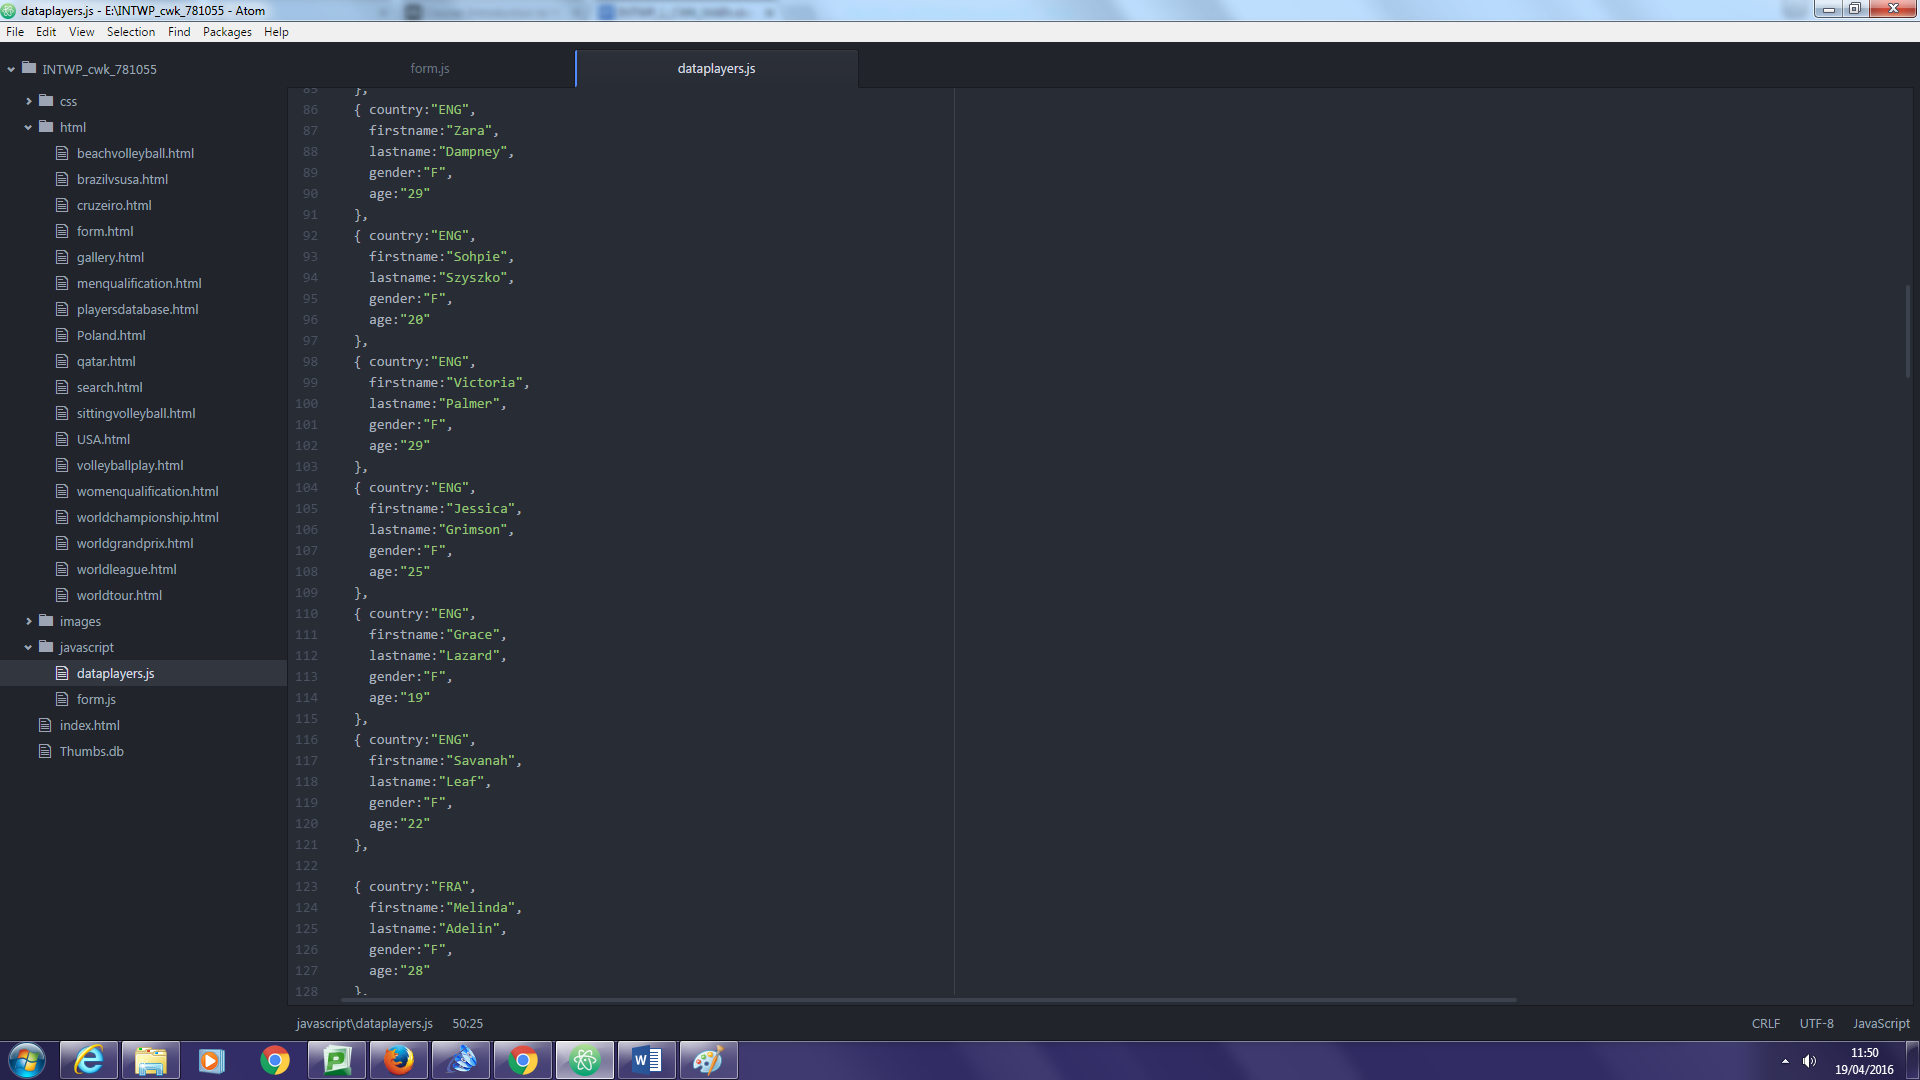 dataplayers.js - E:\INTWP_cwk_781055 - Atom
File Edit View Selection Find Packages Help
INTWP_cwk_781055
css
html
beachvolleyball.html
brazilvsusa.html
cruzeiro.html
form.html
gallery.html
menqualification.html
playersdatabase.html
Poland.html
qatar.html
search.html
sittingvolleyball.html
USA.html
volleyballplay.html
womenqualification.html
worldchampionship.html
worldgrandprix.html
worldleague.html
worldtour.html
images
javascript
dataplayers.js
form.js
index.html
Thumbs.db
form.js dataplayers.js
85 },
86 { country:"ENG",
87 firstname:"Zara",
88 lastname:"Dampney",
89 gender:"F",
90 age:"29"
91 },
92 { country:"ENG",
93 firstname:"Sohpie",
94 lastname:"Szyszko",
95 gender:"F",
96 age:"20"
97 },
98 { country:"ENG",
99 firstname:"Victoria",
100 lastname:"Palmer",
101 gender:"F",
102 age:"29"
103 },
104 { country:"ENG",
105 firstname:"Jessica",
106 lastname:"Grimson",
107 gender:"F",
108 age:"25"
109 },
110 { country:"ENG",
111 firstname:"Grace",
112 lastname:"Lazard",
113 gender:"F",
114 age:"19"
115 },
116 { country:"ENG",
117 firstname:"Savanah",
118 lastname:"Leaf",
119 gender:"F",
120 age:"22"
121 },
122
123 { country:"FRA",
124 firstname:"Melinda",
125 lastname:"Adelin",
126 gender:"F",
127 age:"28"
128 },
javascript\dataplayers.js 50:25 CRLF UTF-8 JavaScript
11:50
19/04/2016